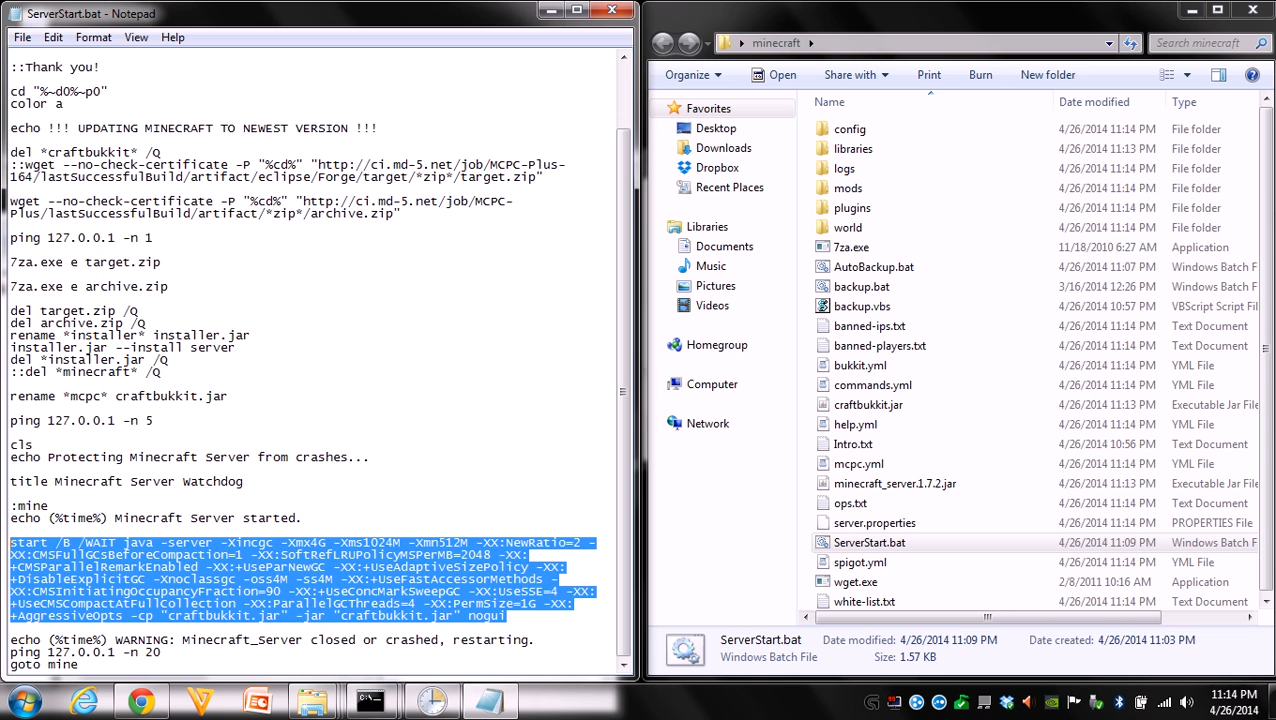 ServerStart.bat - Notepad
File Edit Format View Help
::Thank you!
cd "%~d0%~p0"
color a
echo !!! UPDATING MINECRAFT TO NEWEST VERSION !!!
del *craftbukkit* /Q
::wget --no-check-certificate -P "%cd%" "http://ci.md-5.net/job/MCPC-Plus-
164/lastSuccessfulBuild/artifact/eclipse/Forge/target/*zip*/target.zip"
wget --no-check-certificate -P "%cd%" "http://ci.md-5.net/job/MCPC-
Plus/lastSuccessfulBuild/artifact/*zip*/archive.zip"
ping 127.0.0.1 -n 1
7za.exe e target.zip
7za.exe e archive.zip
del target.zip /Q
del archive.zip /Q
rename *installer* installer.jar
installer.jar --install server
del *installer.jar /Q
::del *minecraft* /Q
rename *mcpc* craftbukkit.jar
ping 127.0.0.1 -n 5
cls
echo Protecting Minecraft Server from crashes...
title Minecraft Server Watchdog
:mine
echo (%time%) Minecraft Server started.
start /B /WAIT java -server -Xincgc -Xmx4G -Xms1024M -Xmn512M -XX:NewRatio=2 -
XX:CMSFullGCsBeforeCompaction=1 -XX:SoftRefLRUPolicyMSPerMB=2048 -XX:
+CMSParallelRemarkEnabled -XX:+UseParNewGC -XX:+UseAdaptiveSizePolicy -XX:
+DisableExplicitGC -Xnoclassgc -oss4M -ss4M -XX:+UseFastAccessorMethods -
XX:CMSInitiatingOccupancyFraction=90 -XX:+UseConcMarkSweepGC -XX:UseSSE=4 -XX:
+UseCMSCompactAtFullCollection -XX:ParallelGCThreads=4 -XX:PermSize=1G -XX:
+AggressiveOpts -cp "craftbukkit.jar" -jar "craftbukkit.jar" nogui
echo (%time%) WARNING: Minecraft_Server closed or crashed, restarting.
ping 127.0.0.1 -n 20
goto mine
minecraft
Search minecraft
Organize Open Share with Print Burn New folder
Favorites
Desktop
Downloads
Dropbox
Recent Places
Libraries
Documents
Music
Pictures
Videos
Homegroup
Computer
Network
Name Date modified Type
config 4/26/2014 11:14 PM File folder
libraries 4/26/2014 11:14 PM File folder
logs 4/26/2014 11:14 PM File folder
mods 4/26/2014 11:14 PM File folder
plugins 4/26/2014 11:14 PM File folder
world 4/26/2014 11:14 PM File folder
7za.exe 11/18/2010 6:27 AM Application
AutoBackup.bat 4/26/2014 11:07 PM Windows Batch F
backup.bat 3/16/2014 12:26 PM Windows Batch F
backup.vbs 4/26/2014 10:57 PM VBScript Script Fi
banned-ips.txt 4/26/2014 11:14 PM Text Document
banned-players.txt 4/26/2014 11:14 PM Text Document
bukkit.yml 4/26/2014 11:14 PM YML File
commands.yml 4/26/2014 11:14 PM YML File
craftbukkit.jar 4/26/2014 11:13 PM Executable Jar File
help.yml 4/26/2014 11:14 PM YML File
Intro.txt 4/26/2014 10:56 PM Text Document
mcpc.yml 4/26/2014 11:14 PM YML File
minecraft_server.1.7.2.jar 4/26/2014 11:13 PM Executable Jar File
ops.txt 4/26/2014 11:14 PM Text Document
server.properties 4/26/2014 11:14 PM PROPERTIES File
ServerStart.bat 4/26/2014 11:09 PM Windows Batch F
spigot.yml 4/26/2014 11:14 PM YML File
wget.exe 2/8/2011 10:16 AM Application
white-list.txt 4/26/2014 11:14 PM Text Document
ServerStart.bat Date modified: 4/26/2014 11:09 PM Date created: 4/26/2014 11:03 PM
Windows Batch File Size: 1.57 KB
11:14 PM
4/26/2014